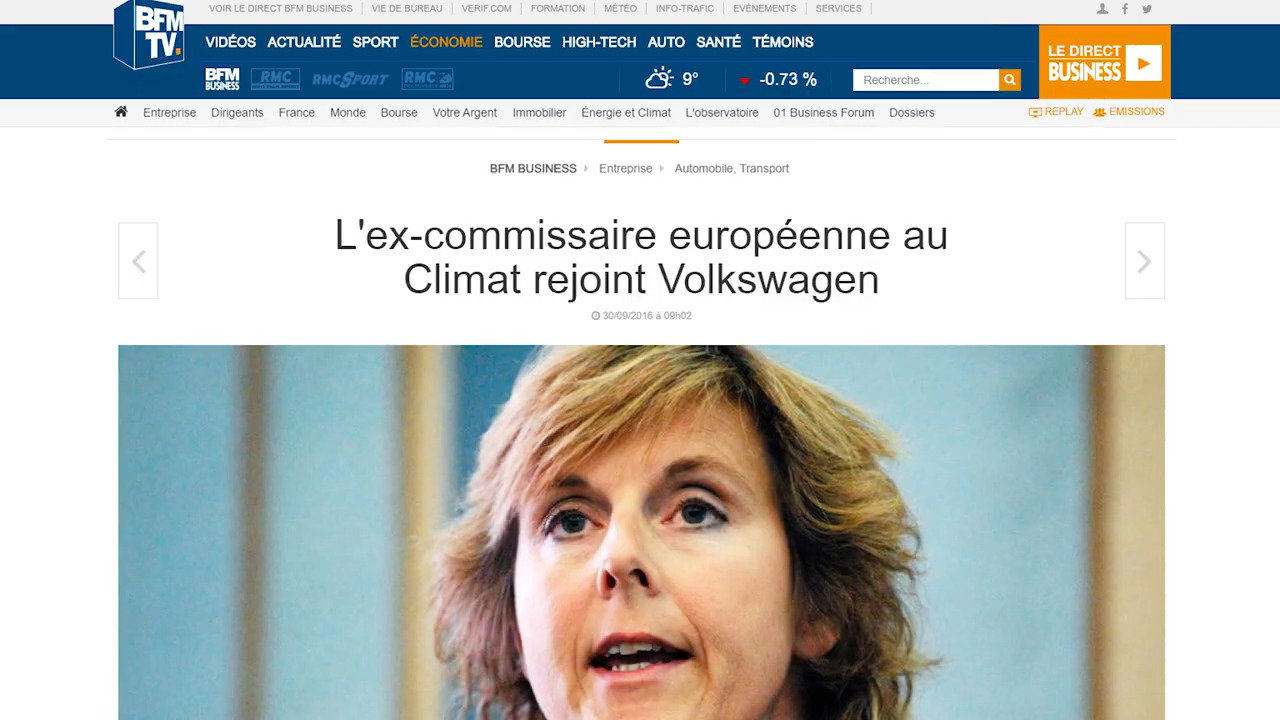 VOIR LE DIRECT BFM BUSINESS VIE DE BUREAU VERIF.COM FORMATION MÉTÉO INFO-TRAFIC EVÉNEMENTS SERVICES
BFM
TV.
VIDÉOS ACTUALITÉ SPORT ÉCONOMIE BOURSE HIGH-TECH AUTO SANTÉ TÉMOINS
LE DIRECT
BUSINESS
BFM
BUSINESS
RMC
RMC SPORT
RMC
9° -0.73 %
Recherche...
Entreprise Dirigeants France Monde Bourse Votre Argent Immobilier Énergie et Climat L'observatoire 01 Business Forum Dossiers
REPLAY EMISSIONS
BFM BUSINESS Entreprise Automobile, Transport
L'ex-commissaire européenne au
Climat rejoint Volkswagen
30/09/2016 à 09h02